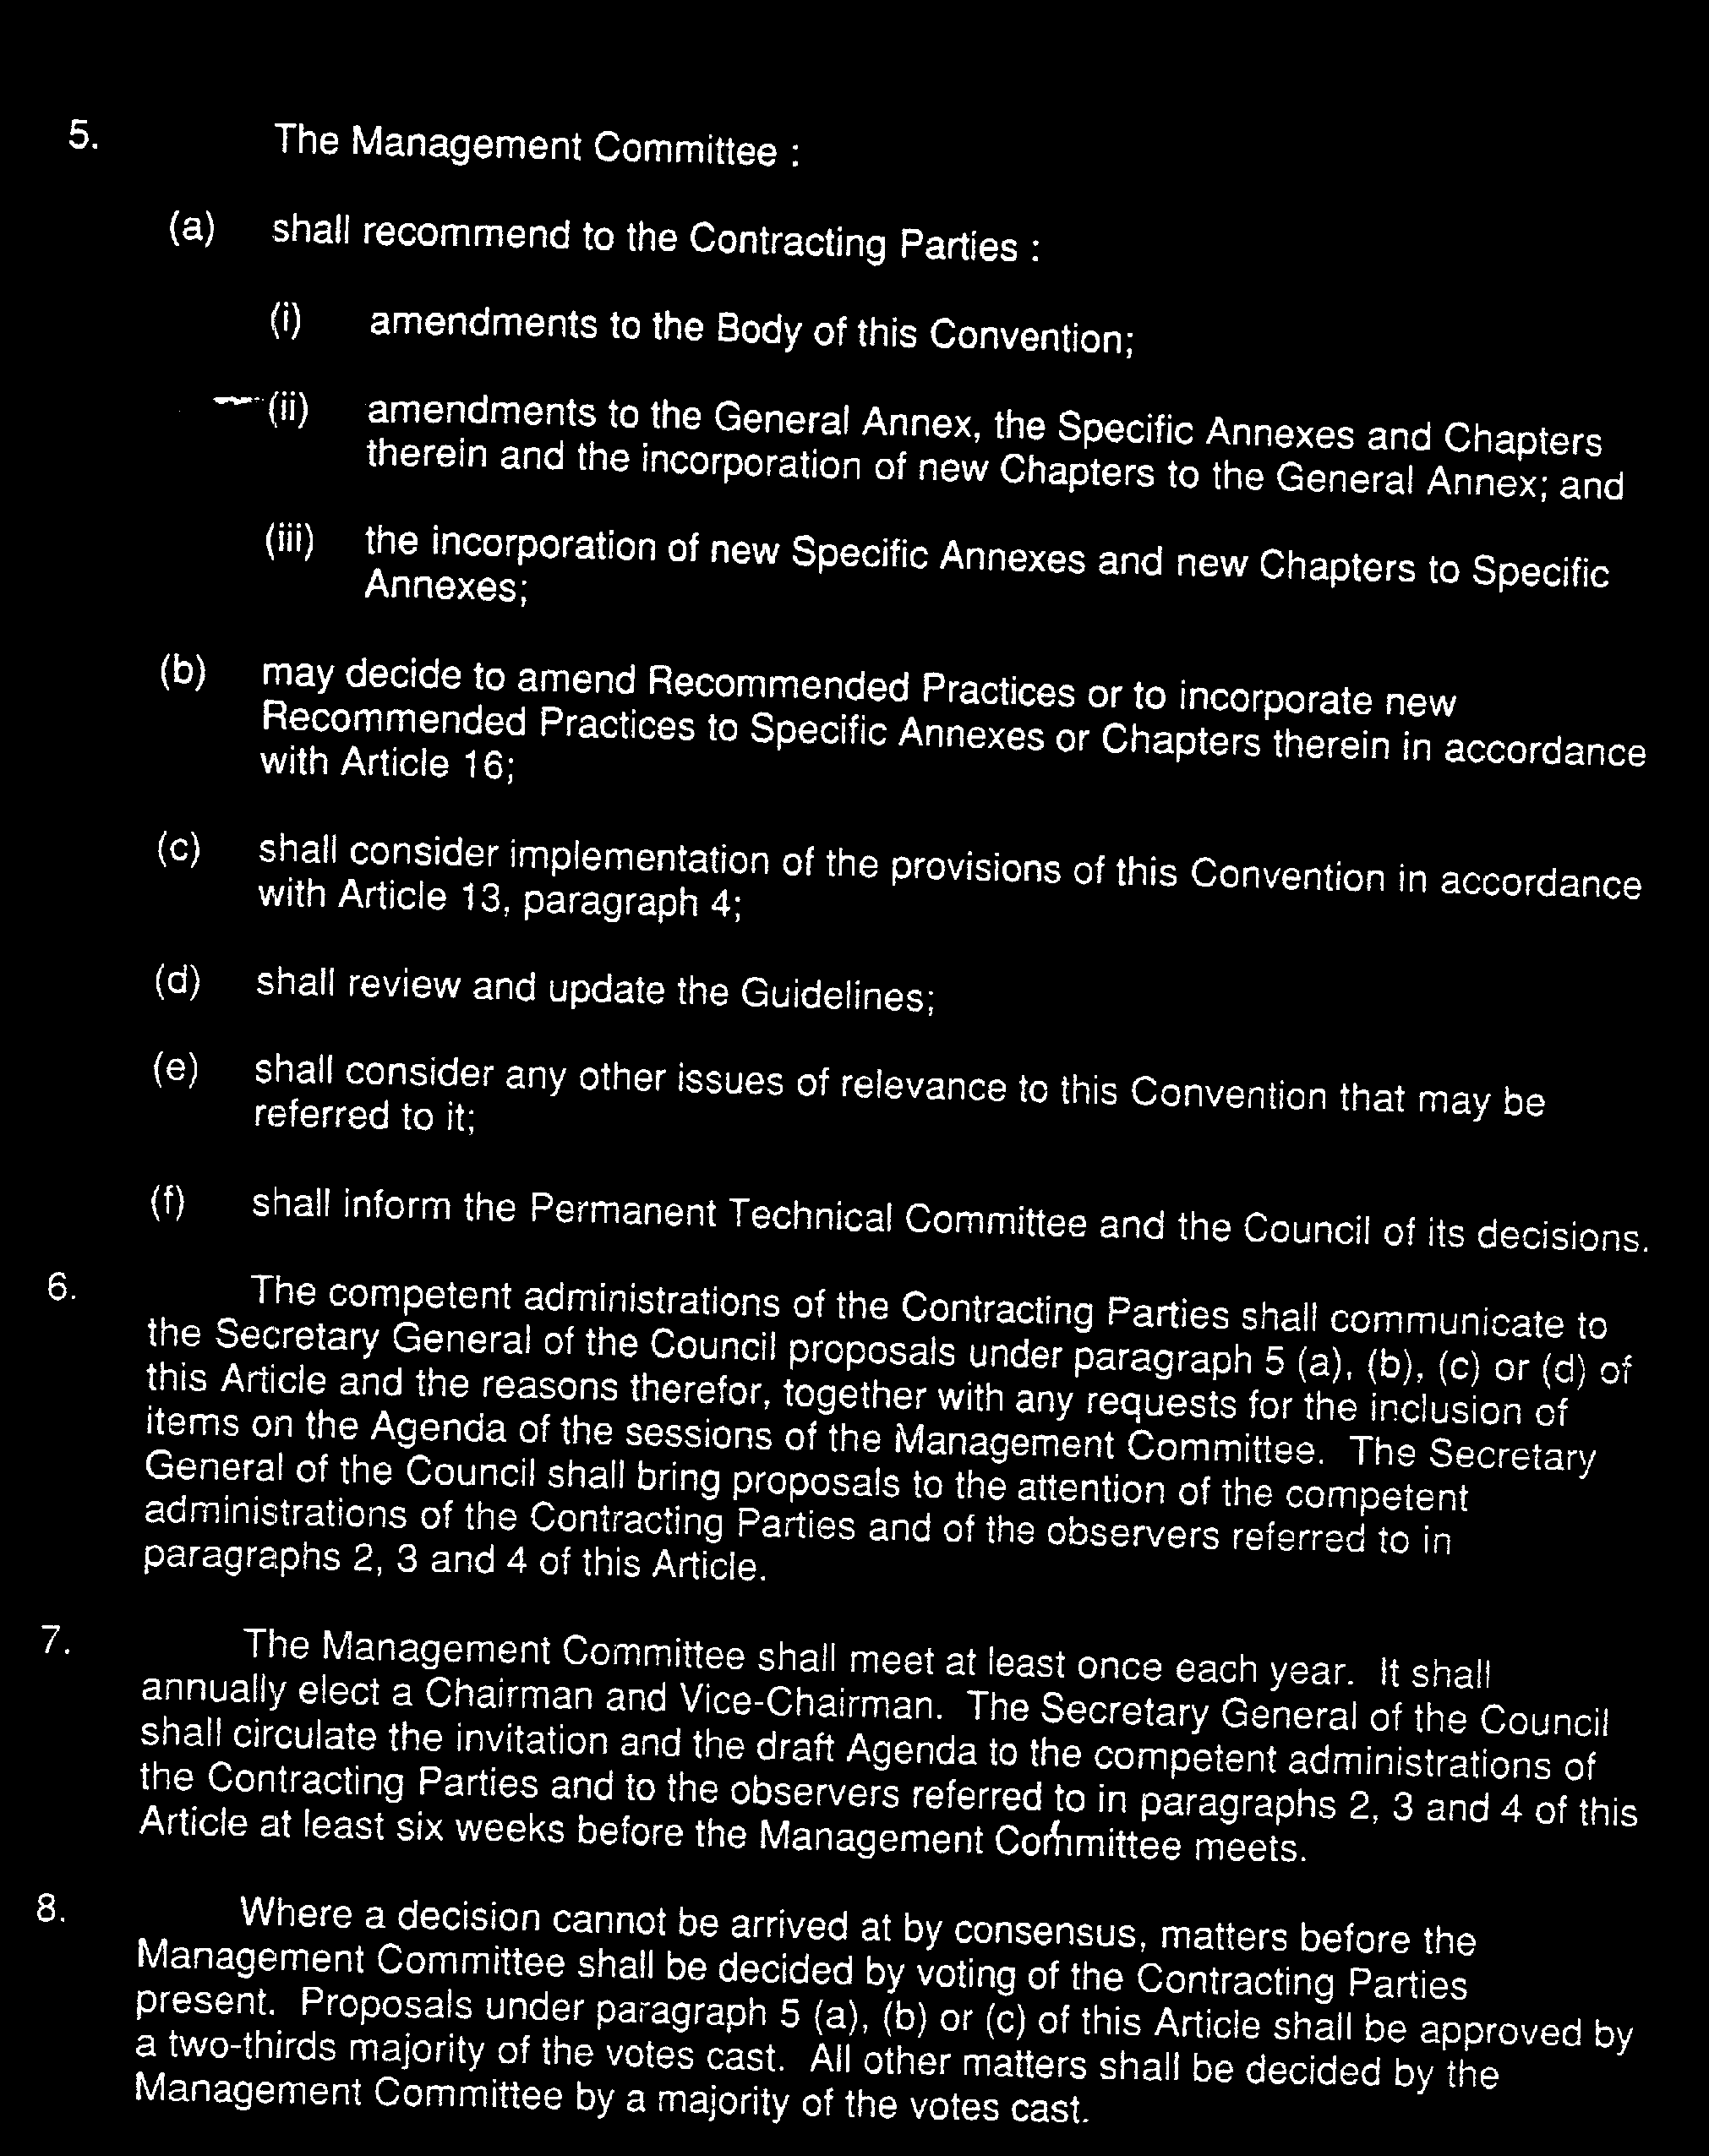 5. The Management Committee :
(a) shall recommend to the Contracting Parties :
(i) amendments to the Body of this Convention;
(ii) amendments to the General Annex, the Specific Annexes and Chapters
therein and the incorporation of new Chapters to the General Annex; and
(iii) the incorporation of new Specific Annexes and new Chapters to Specific
Annexes;
(b) may decide to amend Recommended Practices or to incorporate new
Recommended Practices to Specific Annexes or Chapters therein in accordance
with Article 16;
(c) shall consider implementation of the provisions of this Convention in accordance
with Article 13, paragraph 4;
(d) shall review and update the Guidelines;
(e) shall consider any other issues of relevance to this Convention that may be
referred to it;
(f) shall inform the Permanent Technical Committee and the Council of its decisions.
6. The competent administrations of the Contracting Parties shall communicate to
the Secretary General of the Council proposals under paragraph 5 (a), (b), (c) or (d) of
this Article and the reasons therefor, together with any requests for the inclusion of
items on the Agenda of the sessions of the Management Committee. The Secretary
General of the Council shall bring proposals to the attention of the competent
administrations of the Contracting Parties and of the observers referred to in
paragraphs 2, 3 and 4 of this Article.
7. The Management Committee shall meet at least once each year. It shall
annually elect a Chairman and Vice-Chairman. The Secretary General of the Council
shall circulate the invitation and the draft Agenda to the competent administrations of
the Contracting Parties and to the observers referred to in paragraphs 2, 3 and 4 of this
Article at least six weeks before the Management Committee meets.
8. Where a decision cannot be arrived at by consensus, matters before the
Management Committee shall be decided by voting of the Contracting Parties
present. Proposals under paragraph 5 (a), (b) or (c) of this Article shall be approved by
a two-thirds majority of the votes cast. All other matters shall be decided by the
Management Committee by a majority of the votes cast.